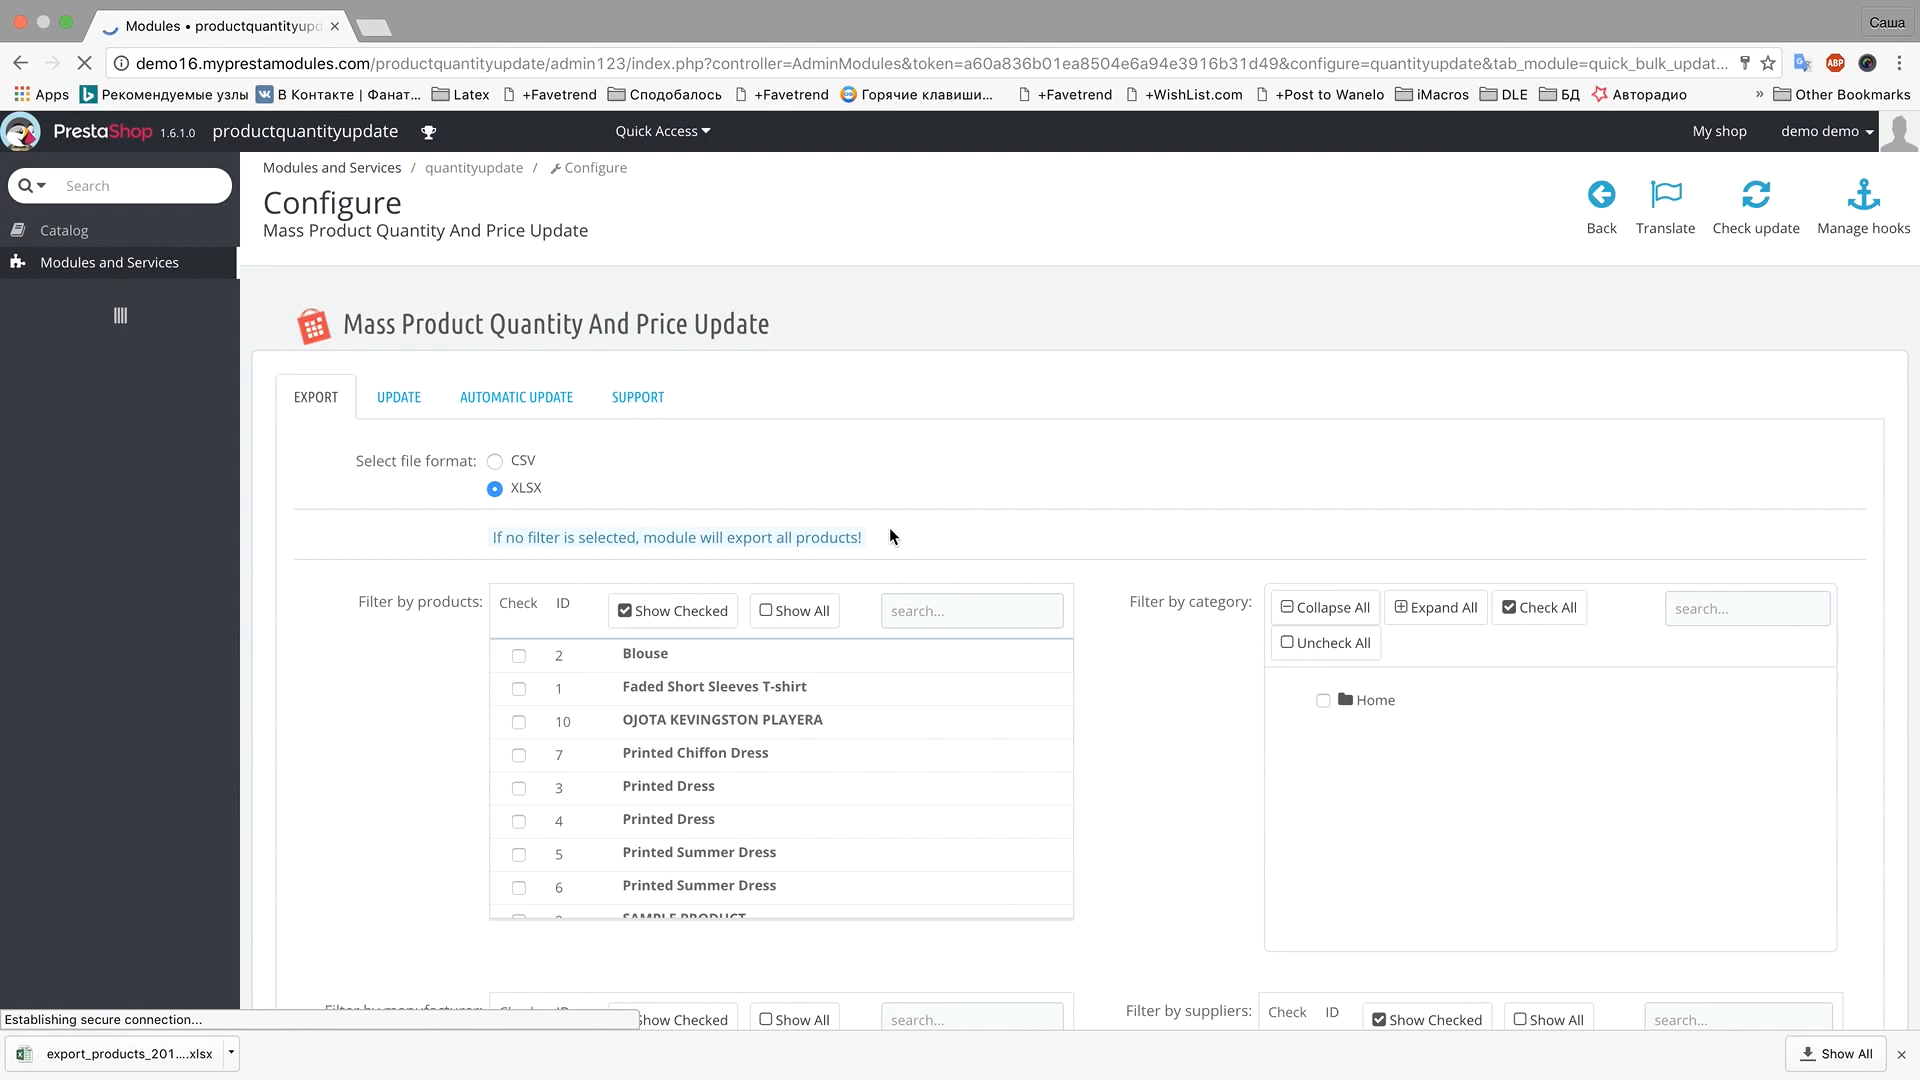 Modules • productquantityupd
Саша
demo16.myprestamodules.com/productquantityupdate/admin123/index.php?controller=AdminModules&token=a60a836b01ea8504e6a94e3916b31d49&configure=quantityupdate&tab_module=quick_bulk_updat...
ABP
Apps
Рекомендуемые узлы
В Контакте | Фанат...
Latex
+Favetrend
Сподобалось
+Favetrend
Горячие клавиши...
+Favetrend
+WishList.com
+Post to Wanelo
iMacros
DLE
БД
Авторадио
»
Other Bookmarks
PrestaShop 1.6.1.0
productquantityupdate
Quick Access
My shop
demo demo
Search
Catalog
Modules and Services
Modules and Services / quantityupdate / Configure
Configure
Mass Product Quantity And Price Update
Back
Translate
Check update
Manage hooks
Mass Product Quantity And Price Update
EXPORT
UPDATE
AUTOMATIC UPDATE
SUPPORT
Select file format:
CSV
XLSX
If no filter is selected, module will export all products!
Filter by products:
Check ID Show Checked Show All search...
2 Blouse
1 Faded Short Sleeves T-shirt
10 OJOTA KEVINGSTON PLAYERA
7 Printed Chiffon Dress
3 Printed Dress
4 Printed Dress
5 Printed Summer Dress
6 Printed Summer Dress
SAMPLE PRODUCT
Filter by category:
Collapse All Expand All Check All search...
Uncheck All
Home
Filter by manufacturer:
Check ID Show Checked Show All search...
Filter by suppliers:
Check ID Show Checked Show All search...
Establishing secure connection...
export_products_201....xlsx
Show All